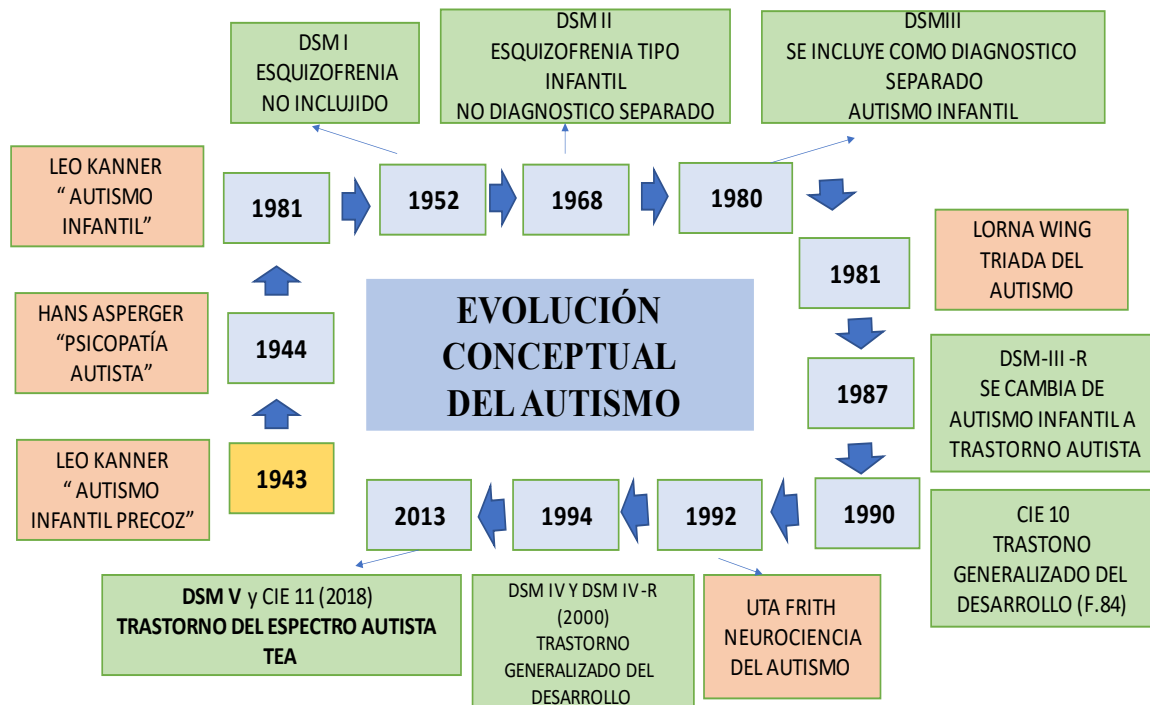 DSM I
ESQUIZOFRENIA
NO INCLUJIDO
DSM II
ESQUIZOFRENIA TIPO
INFANTIL
NO DIAGNOSTICO SEPARADO
DSMIII
SE INCLUYE COMO DIAGNOSTICO
SEPARADO
AUTISMO INFANTIL
LEO KANNER
“ AUTISMO
INFANTIL”
1981
1952
1968
1980
1981
LORNA WING
TRIADA DEL
AUTISMO
HANS ASPERGER
“PSICOPATÍA
AUTISTA”
1944
EVOLUCIÓN
CONCEPTUAL
DEL AUTISMO
1987
DSM-III -R
SE CAMBIA DE
AUTISMO INFANTIL A
TRASTORNO AUTISTA
LEO KANNER
“ AUTISMO
INFANTIL PRECOZ”
1943
2013
1994
1992
1990
CIE 10
TRASTONO
GENERALIZADO DEL
DESARROLLO (F.84)
DSM V y CIE 11 (2018)
TRASTORNO DEL ESPECTRO AUTISTA
TEA
DSM IV Y DSM IV -R
(2000)
TRASTORNO
GENERALIZADO DEL
DESARROLLO
UTA FRITH
NEUROCIENCIA
DEL AUTISMO